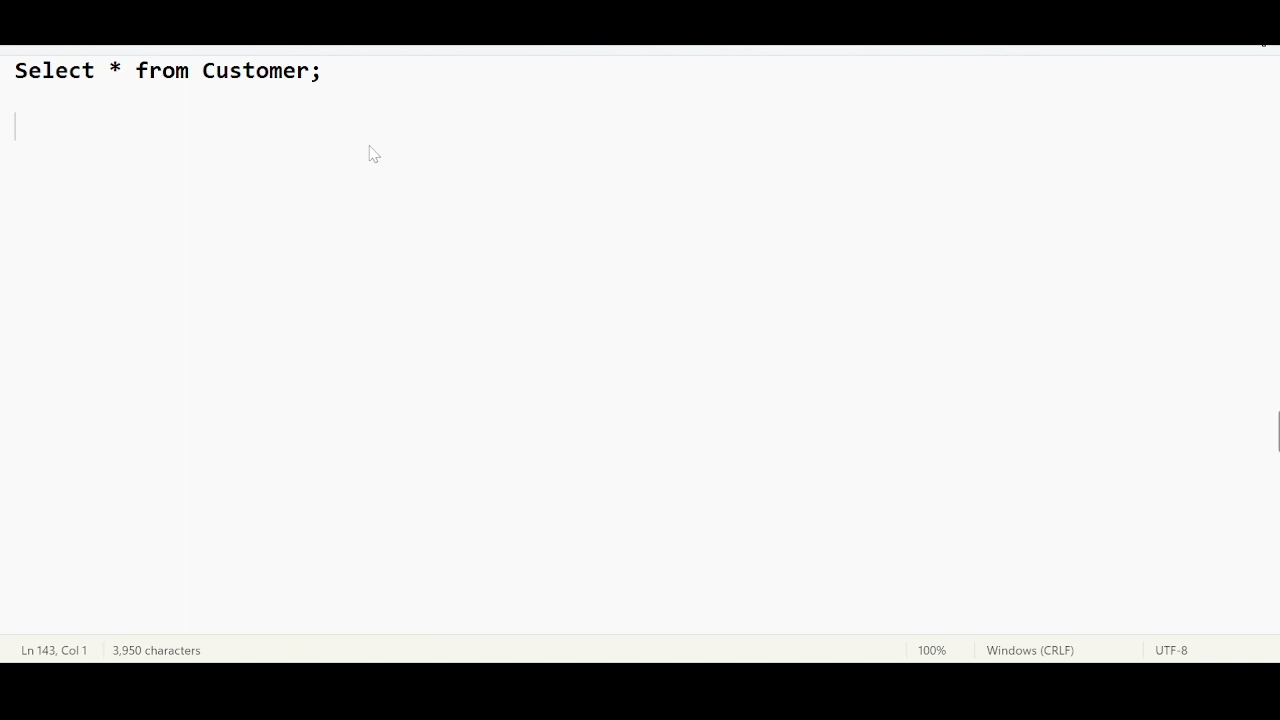 Select * from Customer;
Ln 143, Col 1
3,950 characters
100%
Windows (CRLF)
UTF-8